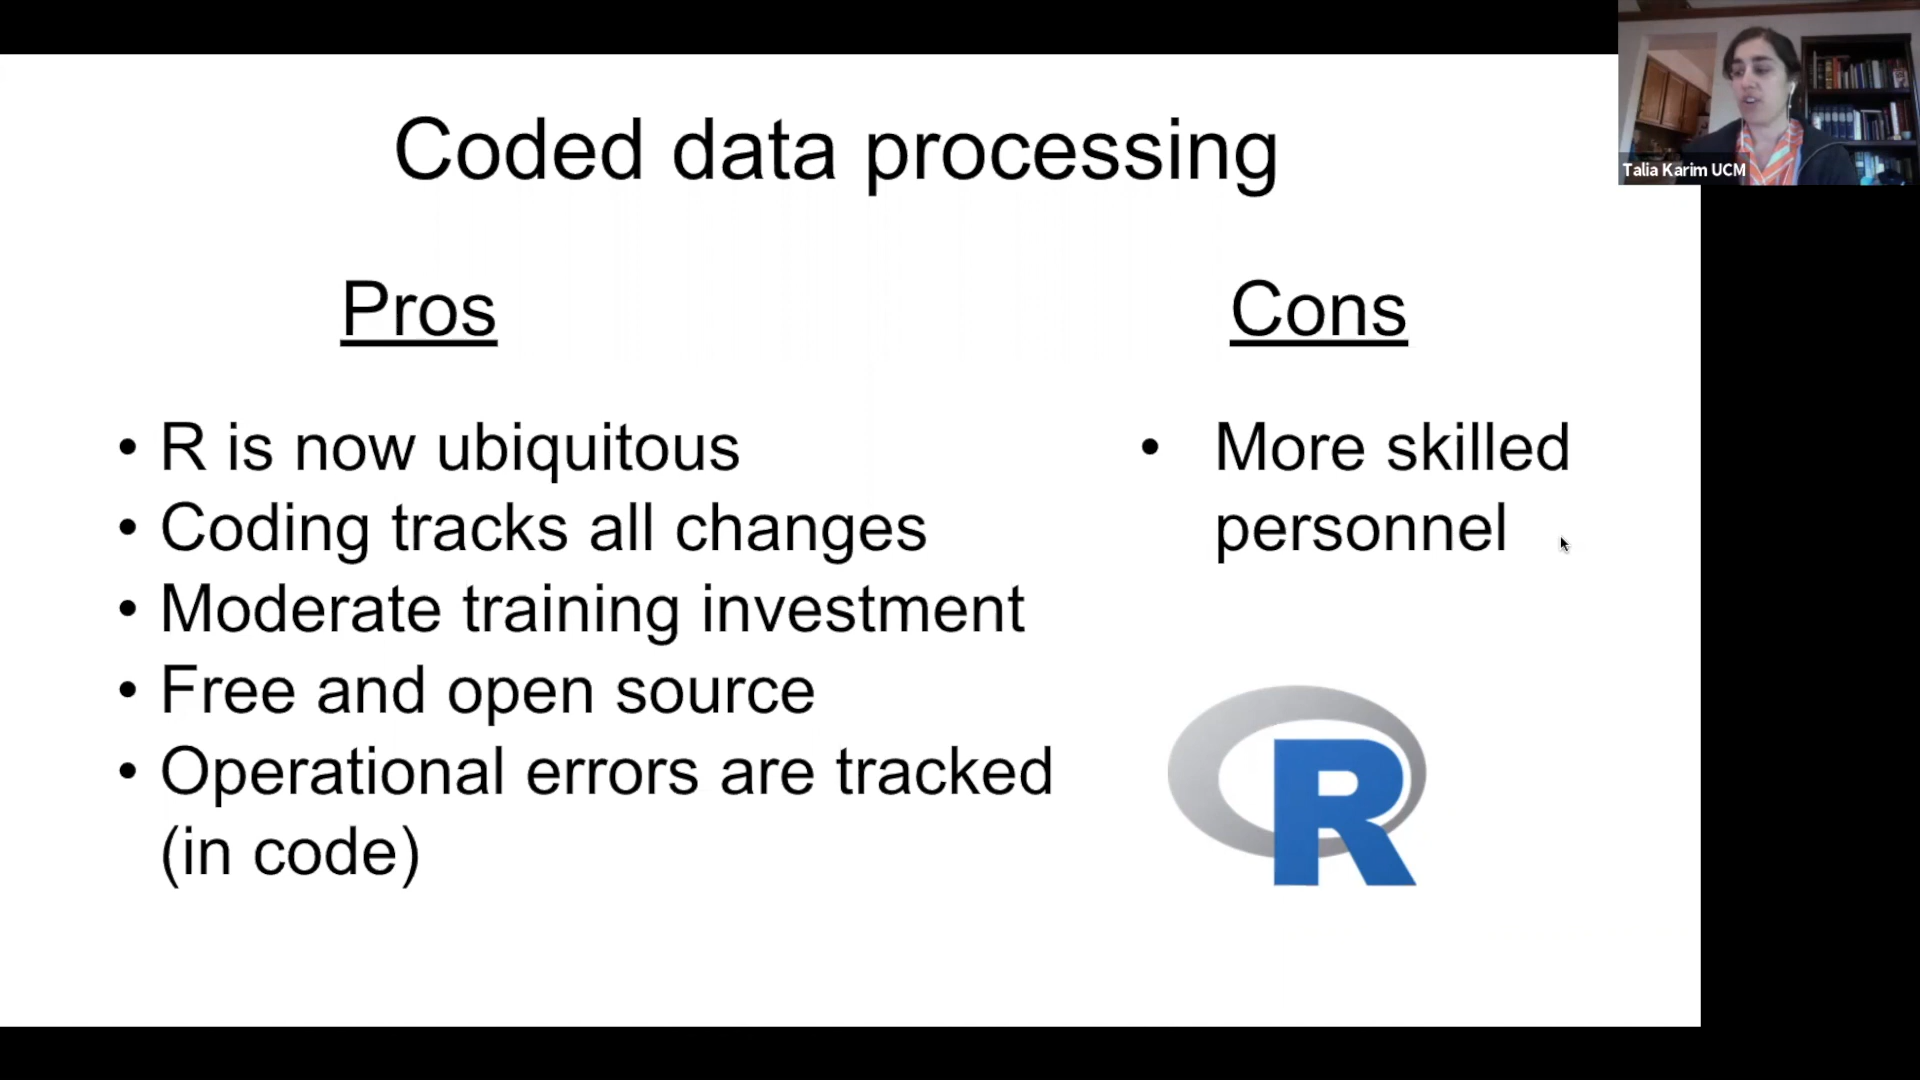 Coded data processing
Talia Karim UCM
Pros
• R is now ubiquitous
• Coding tracks all changes
• Moderate training investment
• Free and open source
• Operational errors are tracked
(in code)
Cons
• More skilled
personnel
R